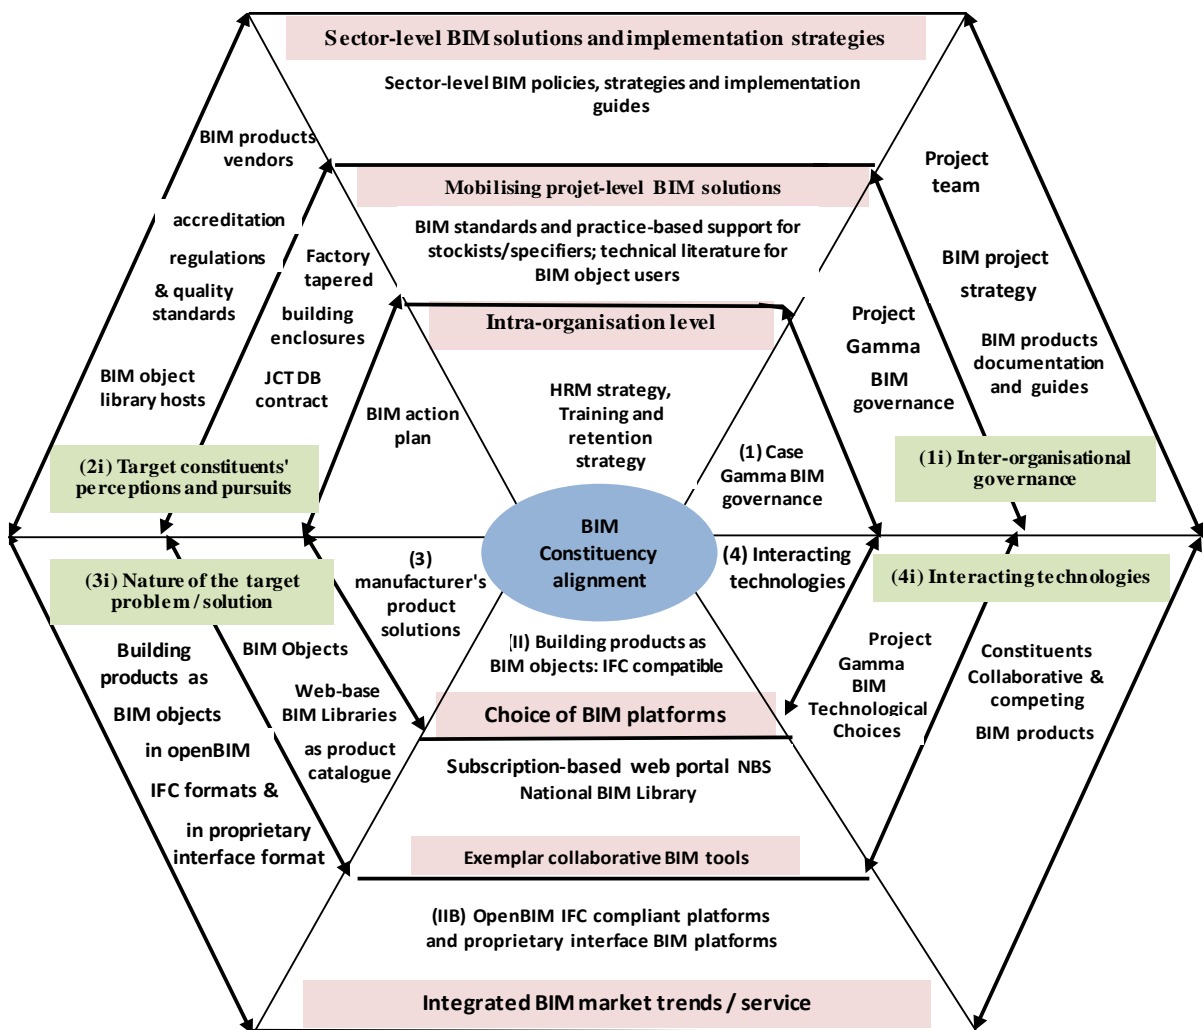 Sector-level BIM solutions and implementation strategies
Sector-level BIM policies, strategies and implementation
guides
BIM products
vendors
accreditation
regulations
& quality
standards
BIM object
library hosts
Mobilising projet-level BIM solutions
BIM standards and practice-based support for
stockists/specifiers; technical literature for
BIM object users
Factory
tapered
building
enclosures
JCT DB
contract
Intra-organisation level
HRM strategy,
Training and
retention
strategy
BIM action
plan
(1) Case
Gamma BIM
governance
Project
Gamma
BIM
governance
Project
team
BIM project
strategy
BIM products
documentation
and guides
(2i) Target constituents'
perceptions and pursuits
(1i) Inter-organisational
governance
BIM
Constituency
alignment
(3i) Nature of the target
problem / solution
(3)
manufacturer's
product
solutions
(4) Interacting
technologies
(4i) Interacting technologies
Building
products as
BIM objects
in openBIM
IFC formats &
in proprietary
interface format
BIM Objects
Web-base
BIM Libraries
as product
catalogue
(II) Building products as
BIM objects: IFC compatible
Choice of BIM platforms
Subscription-based web portal NBS
National BIM Library
Project
Gamma
BIM
Technological
Choices
Constituents
Collaborative &
competing
BIM products
Exemplar collaborative BIM tools
(IIB) OpenBIM IFC compliant platforms
and proprietary interface BIM platforms
Integrated BIM market trends / service